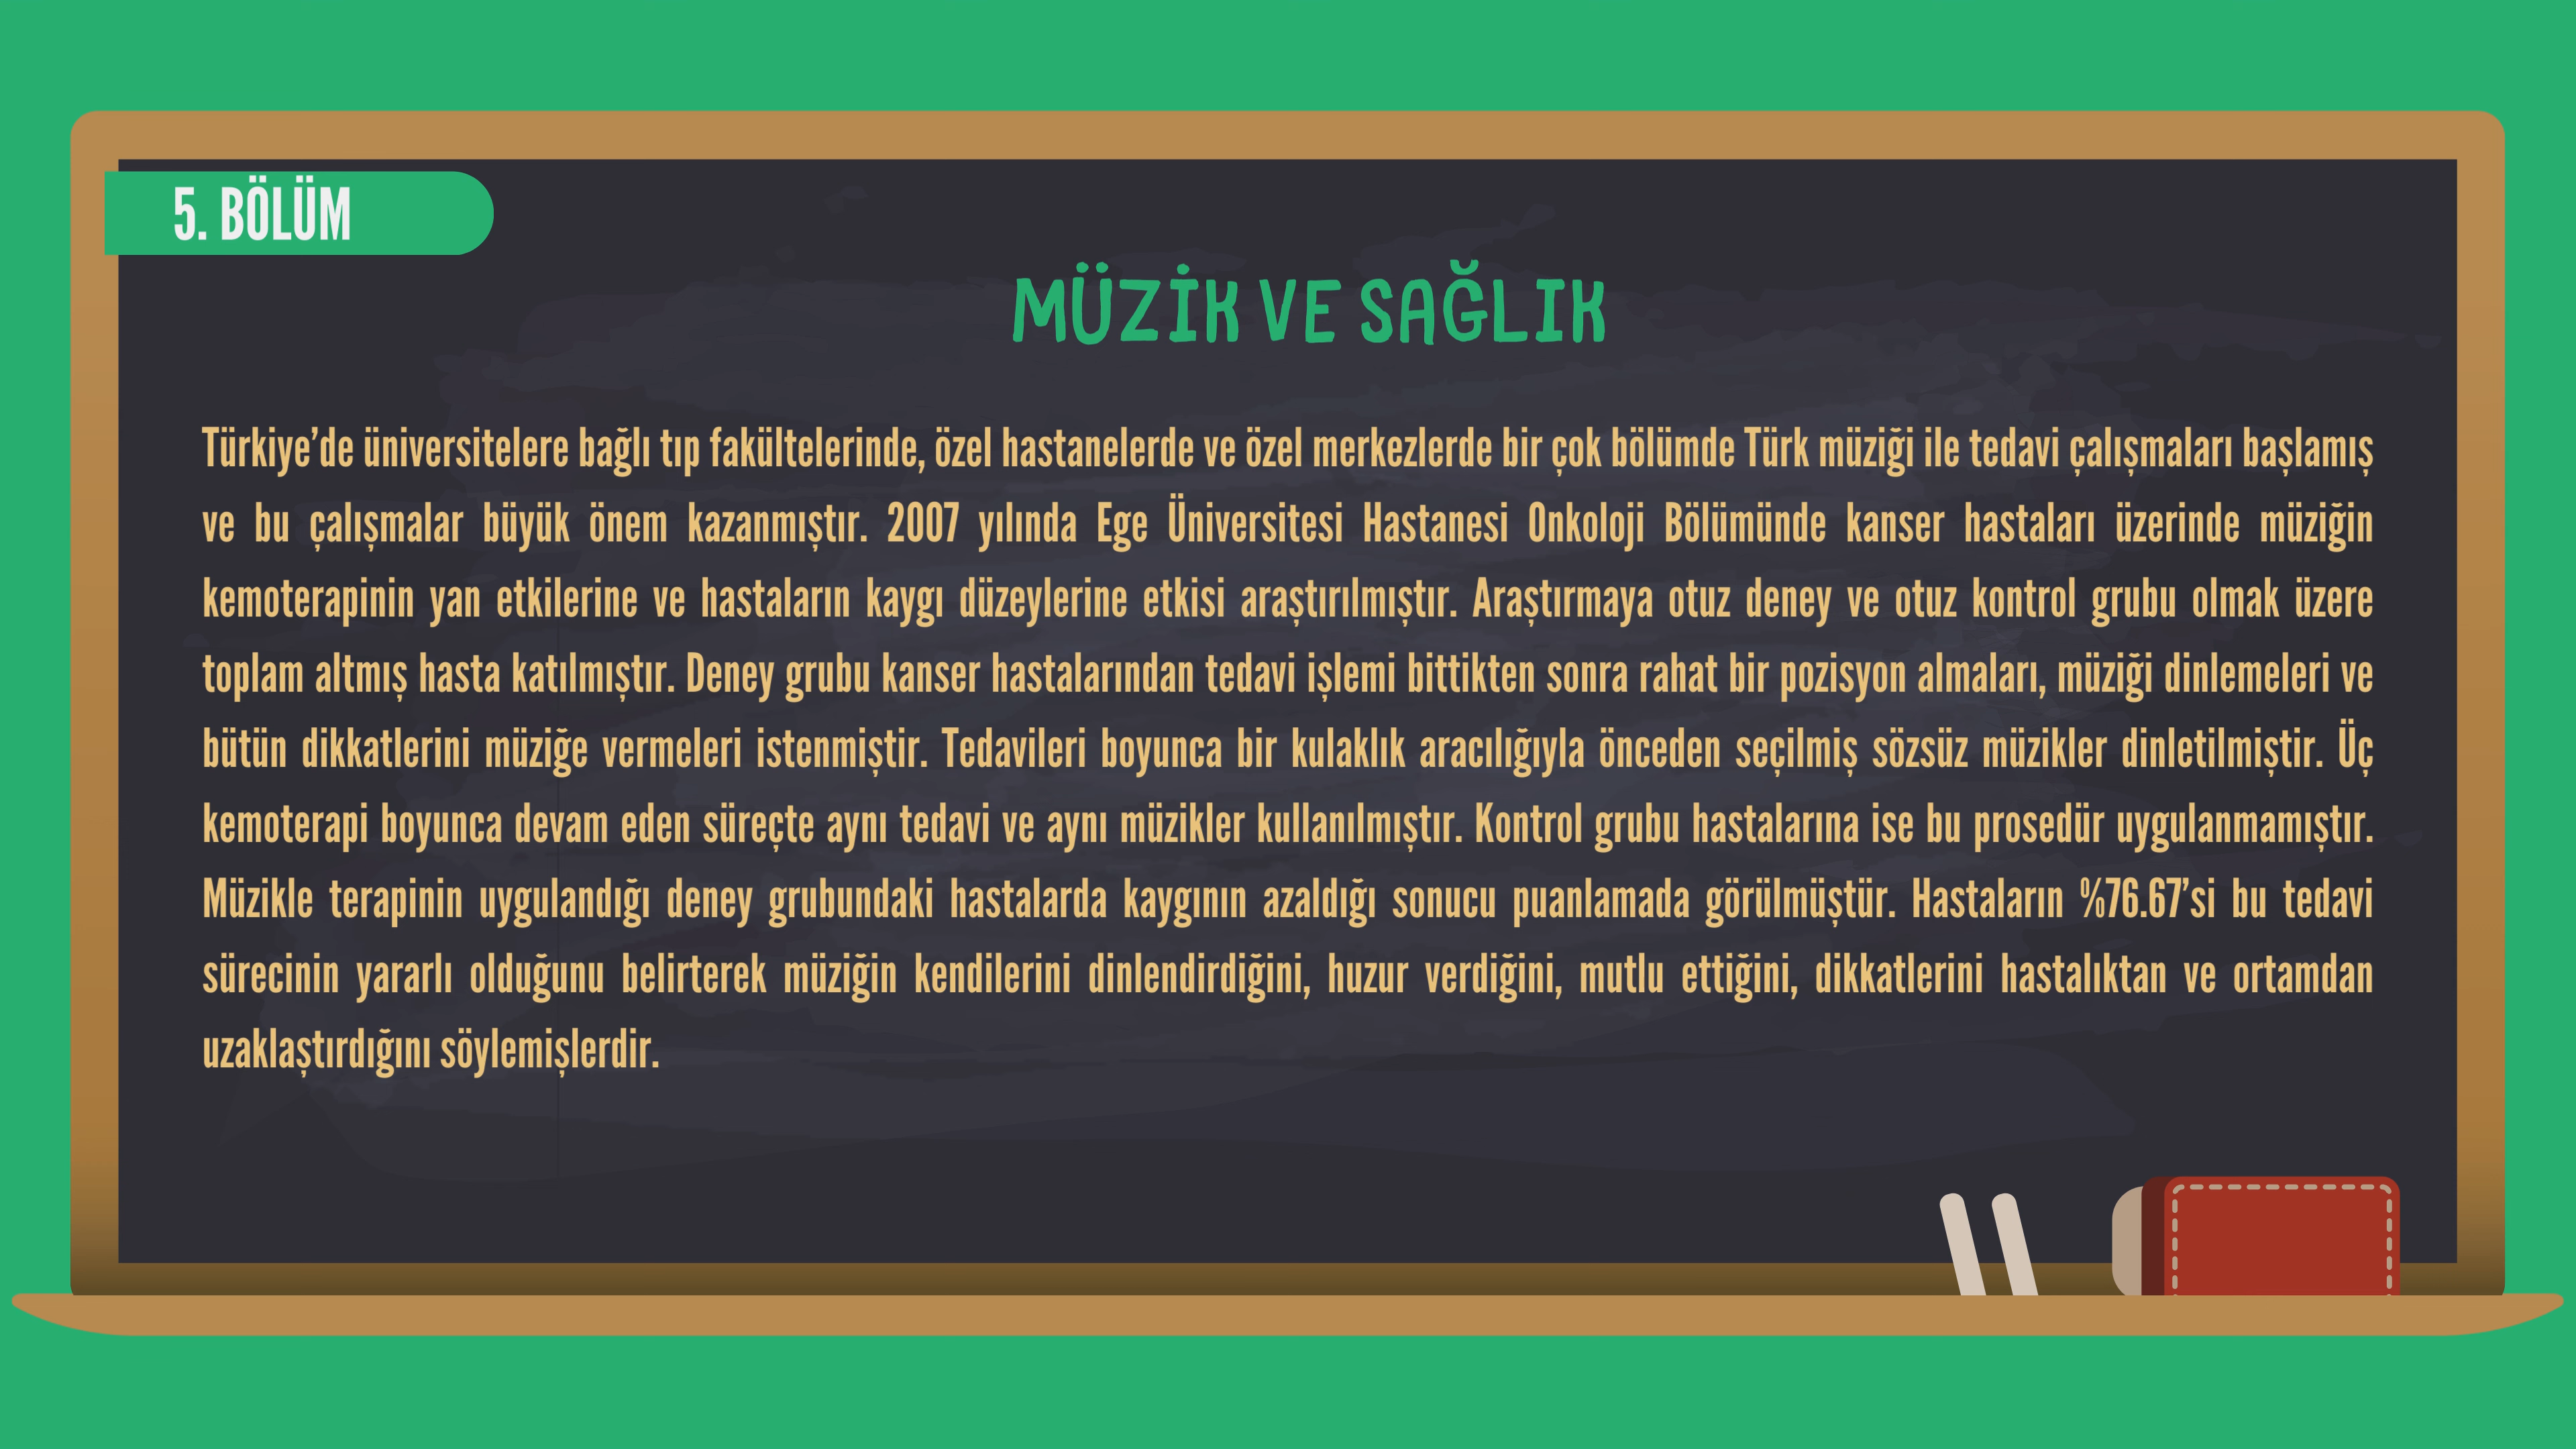 5. BÖLÜM
MÜZİK VE SAĞLIK
Türkiye’de üniversitelere bağlı tıp fakültelerinde, özel hastanelerde ve özel merkezlerde bir çok bölümde Türk müziği ile tedavi çalışmaları başlamış
ve bu çalışmalar büyük önem kazanmıştır. 2007 yılında Ege Üniversitesi Hastanesi Onkoloji Bölümünde kanser hastaları üzerinde müziğin
kemoterapinin yan etkilerine ve hastaların kaygı düzeylerine etkisi araştırılmıştır. Araştırmaya otuz deney ve otuz kontrol grubu olmak üzere
toplam altmış hasta katılmıştır. Deney grubu kanser hastalarından tedavi işlemi bittikten sonra rahat bir pozisyon almaları, müziği dinlemeleri ve
bütün dikkatlerini müziğe vermeleri istenmiştir. Tedavileri boyunca bir kulaklık aracılığıyla önceden seçilmiş sözsüz müzikler dinletilmiştir. Üç
kemoterapi boyunca devam eden süreçte aynı tedavi ve aynı müzikler kullanılmıştır. Kontrol grubu hastalarına ise bu prosedür uygulanmamıştır.
Müzikle terapinin uygulandığı deney grubundaki hastalarda kaygının azaldığı sonucu puanlamada görülmüştür. Hastaların %76.67’si bu tedavi
sürecinin yararlı olduğunu belirterek müziğin kendilerini dinlendirdiğini, huzur verdiğini, mutlu ettiğini, dikkatlerini hastalıktan ve ortamdan
uzaklaştırdığını söylemişlerdir.